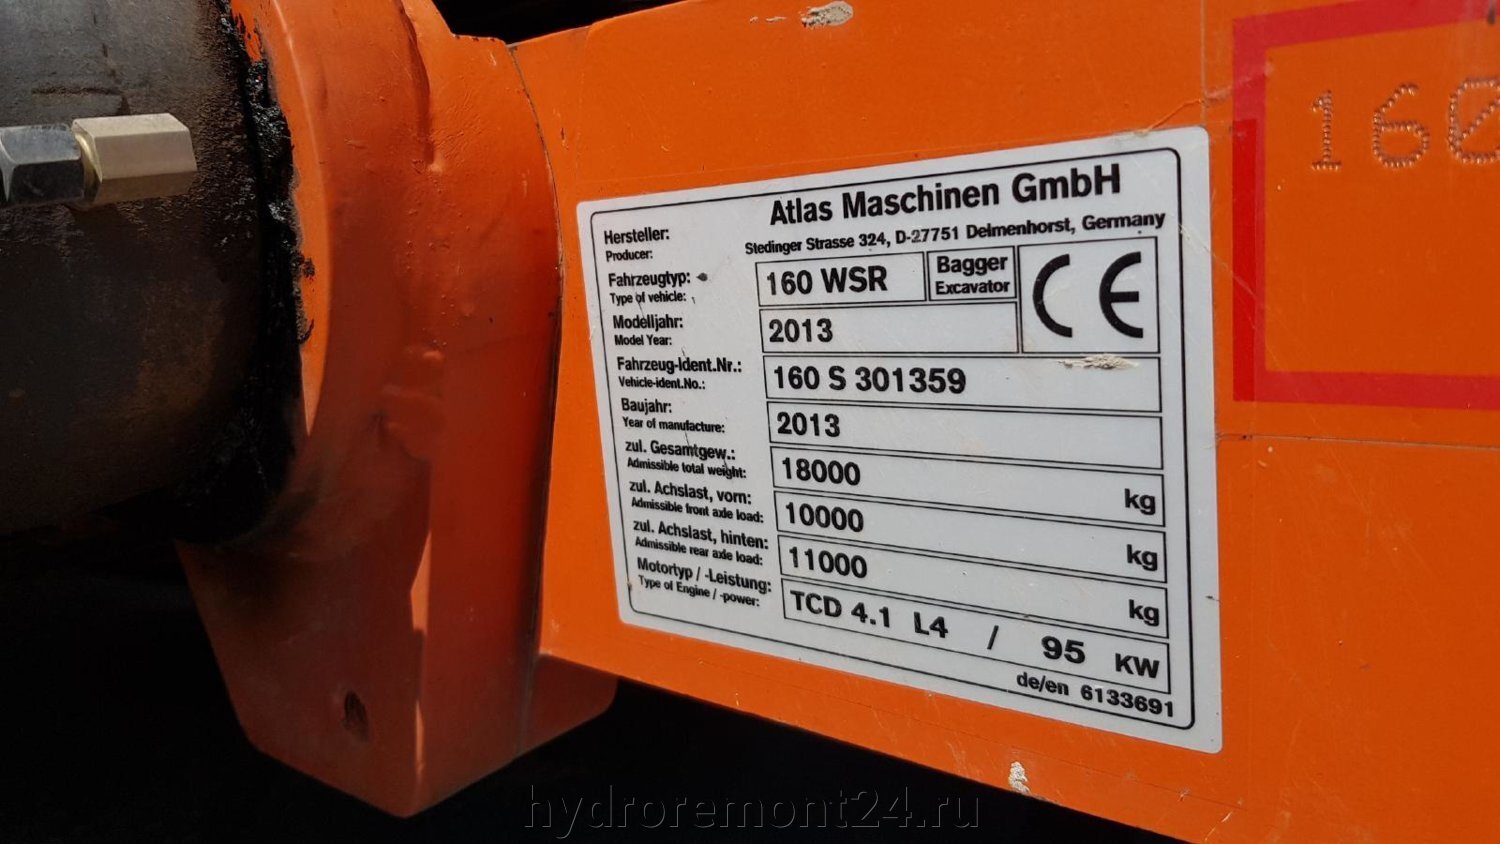 160
Atlas Maschinen GmbH
Hersteller:
Producer:
Stedinger Strasse 324, D-27751 Delmenhorst, Germany
Fahrzeugtyp:
Type of vehicle:
160 WSR
Bagger
Excavator
CE
Modelljahr:
Model Year:
2013
Fahrzeug-ident.Nr.:
Vehicle-ident.No.:
160 S 301359
Baujahr:
Year of manufacture:
2013
zul. Gesamtgew.:
Admissible total weight:
18000 kg
zul. Achslast, vorn:
Admissible front axle load:
10000 kg
zul. Achslast, hinten:
Admissible rear axle load:
11000 kg
Motortyp / -Leistung:
Type of Engine / -power:
TCD 4.1 L4 / 95 KW
de/en 6133691
hydroremont24.ru